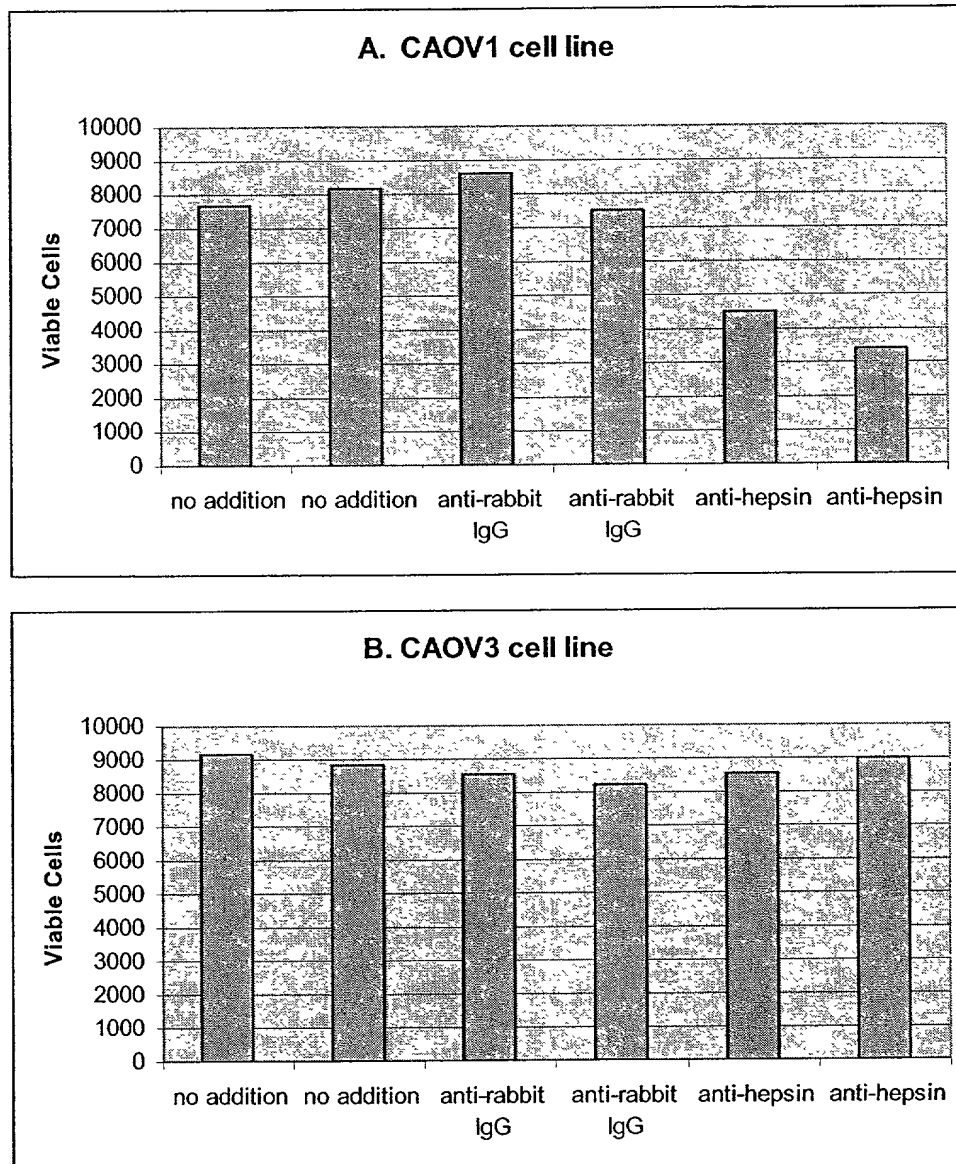 A. CAOV1 cell line
Viable Cells
10000
9000
8000
7000
6000
5000
4000
3000
2000
1000
0
no addition no addition anti-rabbit anti-rabbit anti-hepsin anti-hepsin
IgG IgG
B. CAOV3 cell line
Viable Cells
10000
9000
8000
7000
6000
5000
4000
3000
2000
1000
0
no addition no addition anti-rabbit anti-rabbit anti-hepsin anti-hepsin
IgG IgG